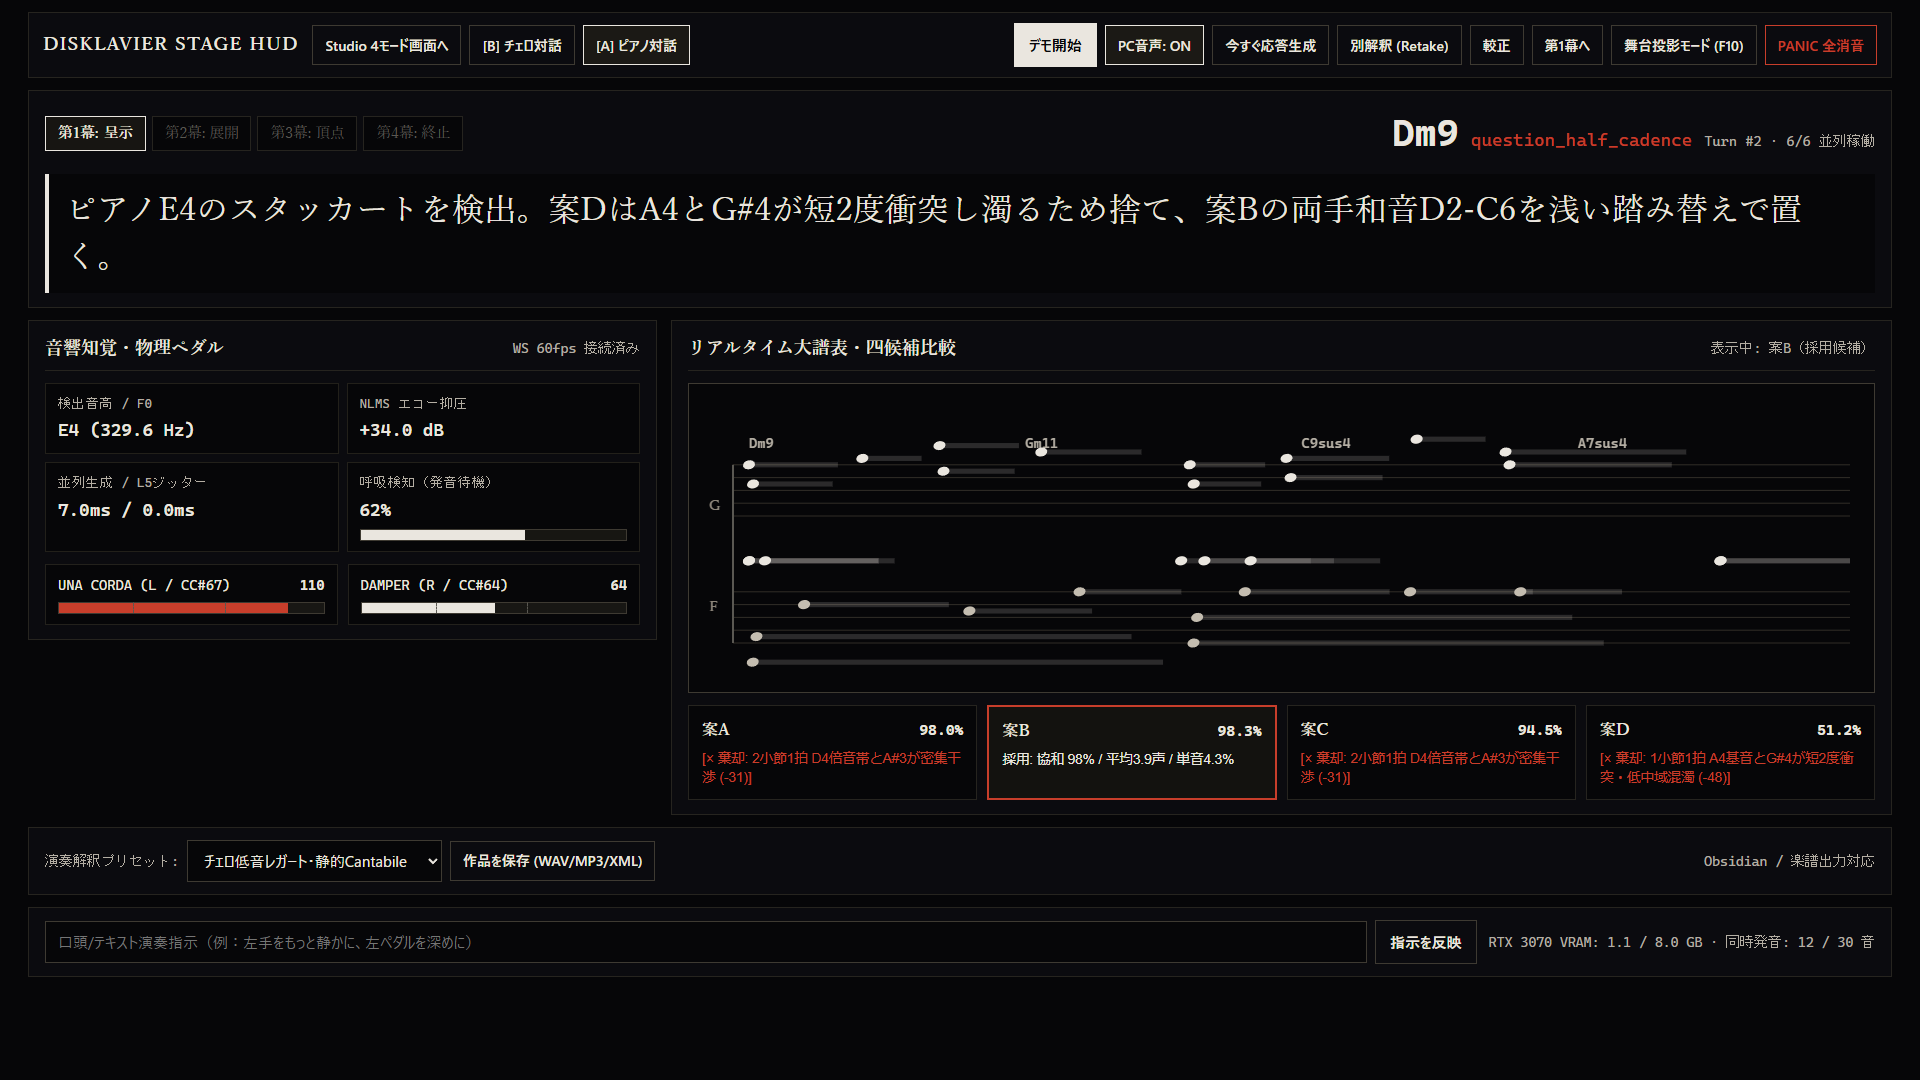 DISKLAVIER STAGE HUD
Studio 4モード画面へ
[B] チェロ対話
[A] ピアノ対話
デモ開始
PC音声: ON
今すぐ応答生成
別解釈 (Retake)
較正
第1幕へ
舞台投影モード (F10)
PANIC 全消音
第1幕: 呈示
第2幕: 展開
第3幕: 頂点
第4幕: 終止
Dm9 question_half_cadence Turn #2 · 6/6 並列稼働
ピアノE4のスタッカートを検出。案DはA4とG#4が短2度衝突し濁るため捨て、案Bの両手和音D2-C6を浅い踏み替えで置
く。
音響知覚・物理ペダル
WS 60fps 接続済み
検出音高 / F0
E4 (329.6 Hz)
NLMS エコー抑圧
+34.0 dB
並列生成 / L5ジッター
7.0ms / 0.0ms
呼吸検知 (発音待機)
62%
UNA CORDA (L / CC#67) 110
DAMPER (R / CC#64) 64
リアルタイム大譜表・四候補比較
表示中: 案B (採用候補)
Dm9 Gm11 C9sus4 A7sus4
G
F
案A 98.0%
[× 棄却: 2小節1拍 D4倍音帯とA#3が密集干
渉 (-31)]
案B 98.3%
採用: 協和 98% / 平均3.9声 / 単音4.3%
案C 94.5%
[× 棄却: 2小節1拍 D4倍音帯とA#3が密集干
渉 (-31)]
案D 51.2%
[× 棄却: 1小節1拍 A4基音とG#4が短2度衝
突・低中域混濁 (-48)]
演奏解釈プリセット:
チェロ低音レガート・静的Cantabile
作品を保存 (WAV/MP3/XML)
Obsidian / 楽譜出力対応
口頭/テキスト演奏指示 (例：左手をもっと静かに、左ペダルを深めに)
指示を反映
RTX 3070 VRAM: 1.1 / 8.0 GB · 同時発音: 12 / 30 音